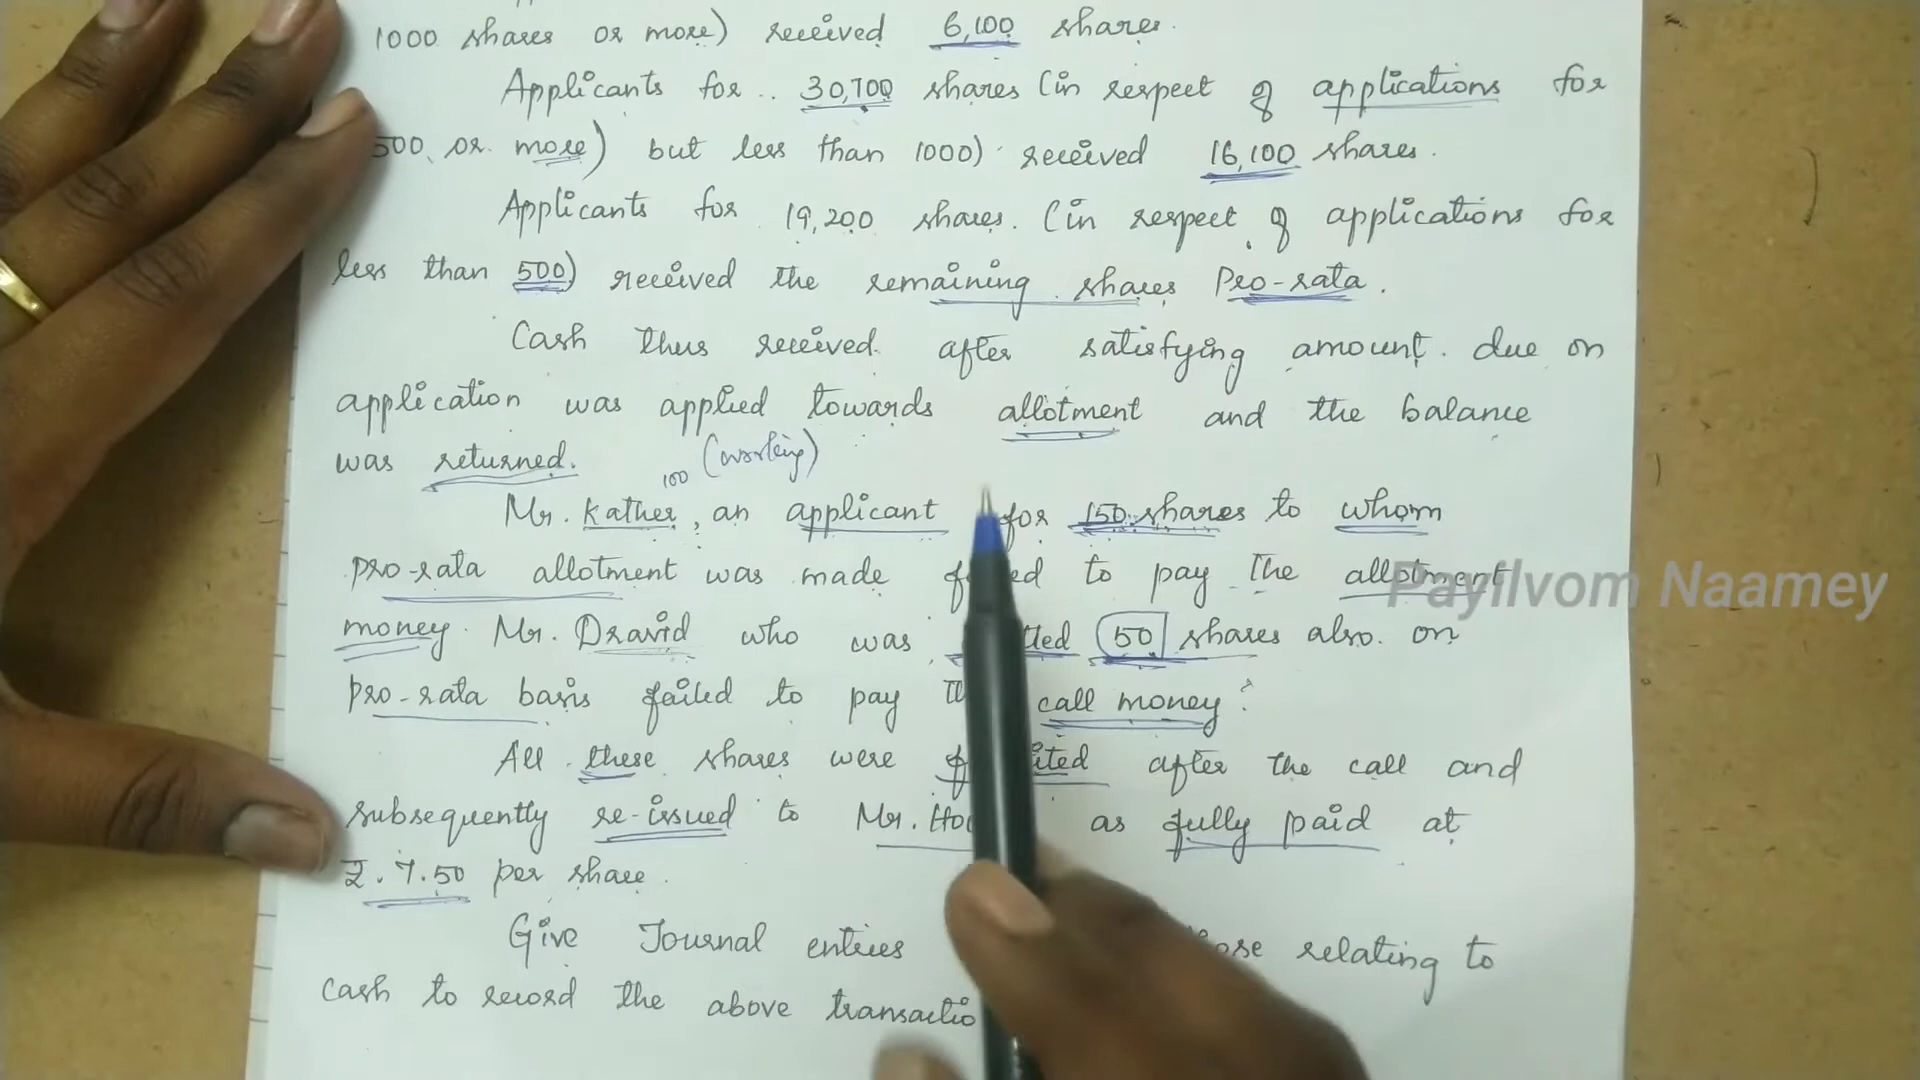 1000 shares or more) received 6,100 shares.
Applicants for 30,700 shares (in respect of applications for
500 or more) but less than 1000) received 16,100 shares.
Applicants for 19,200 shares. (in respect of applications for
less than 500) received the remaining shares Pro-rata.
Cash thus received after satisfying amount due on
application was applied towards allotment and the balance
was returned.
100 (working)
Mr. Kather, an applicant for 150 shares to whom
pro-rata allotment was made to pay the allotment
Payilvom Naamey
money. Mr. Dravid who was 50 shares also on
pro-rata basis failed to pay call money.
All these shares were after the call and
subsequently re-issued to Mr. as fully paid at
₹. 7.50 per share.
Give Journal entries relating to
cash to record the above